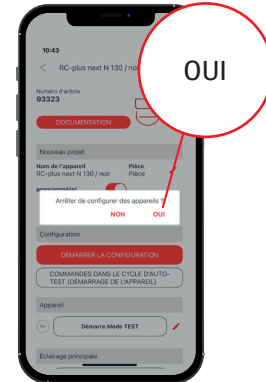 10:43
OUI
< RC-plus next N 130 / no
Numéro d'article
93323
DOCUMENTATION
Nouveau projet
Nom de l'appareil Pièce
RC-plus next N 130 / noir Pièce
programmé(e)
Arrêter de configurer des appareils ?
NON OUI
Configuration
DÉMARRER LA CONFIGURATION
COMMANDES DANS LE CYCLE D'AUTO-
TEST (DÉMARRAGE DE L'APPAREIL)
Appareil
Démarre Mode TEST
Eclairage principale